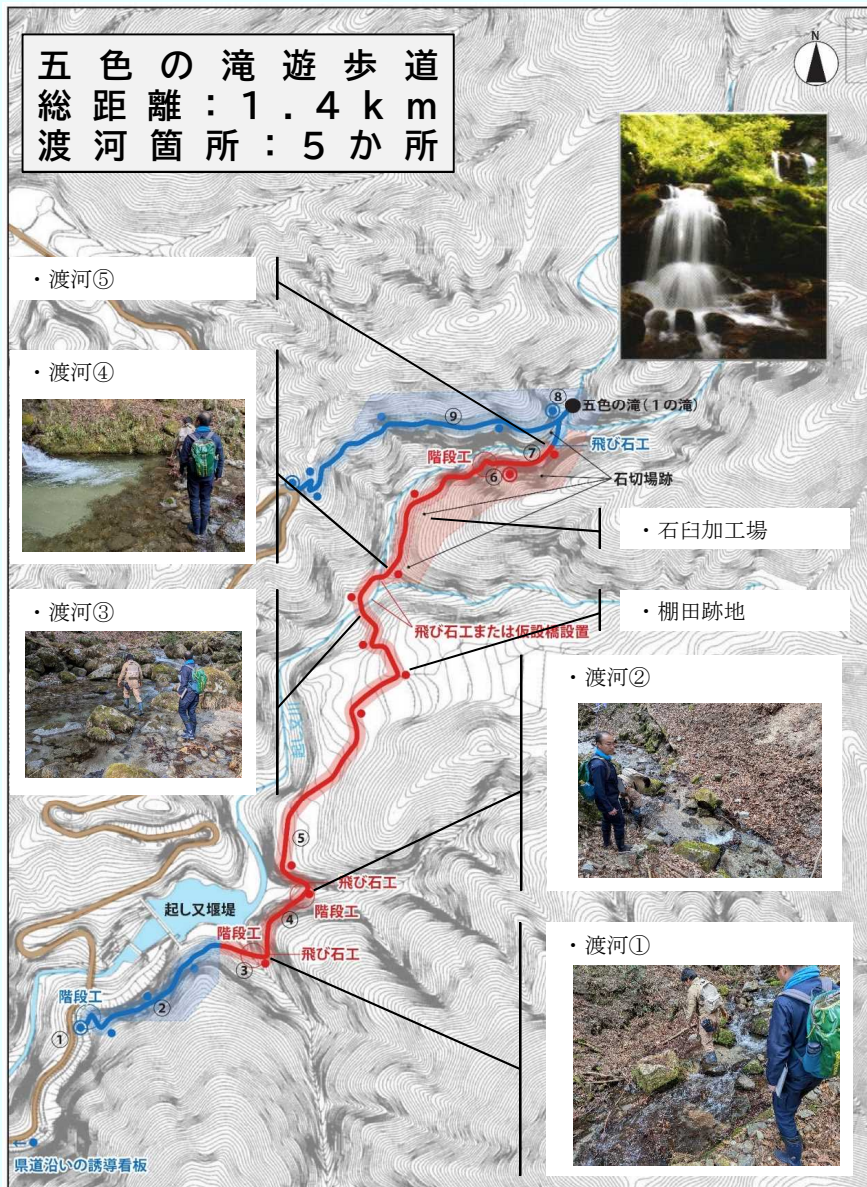 五色の滝遊歩道
総距離：1.4km
渡河箇所：5か所
N
・渡河⑤
・渡河④
⑧
五色の滝(1の滝)
⑨
⑦
飛び石工
階段工
⑥
石切場跡
・石臼加工場
・渡河③
飛び石工または仮設橋設置
・棚田跡地
・渡河②
⑤
飛び石工
起し又堰堤
④
階段工
階段工
飛び石工
③
・渡河①
階段工
②
①
県道沿いの誘導看板